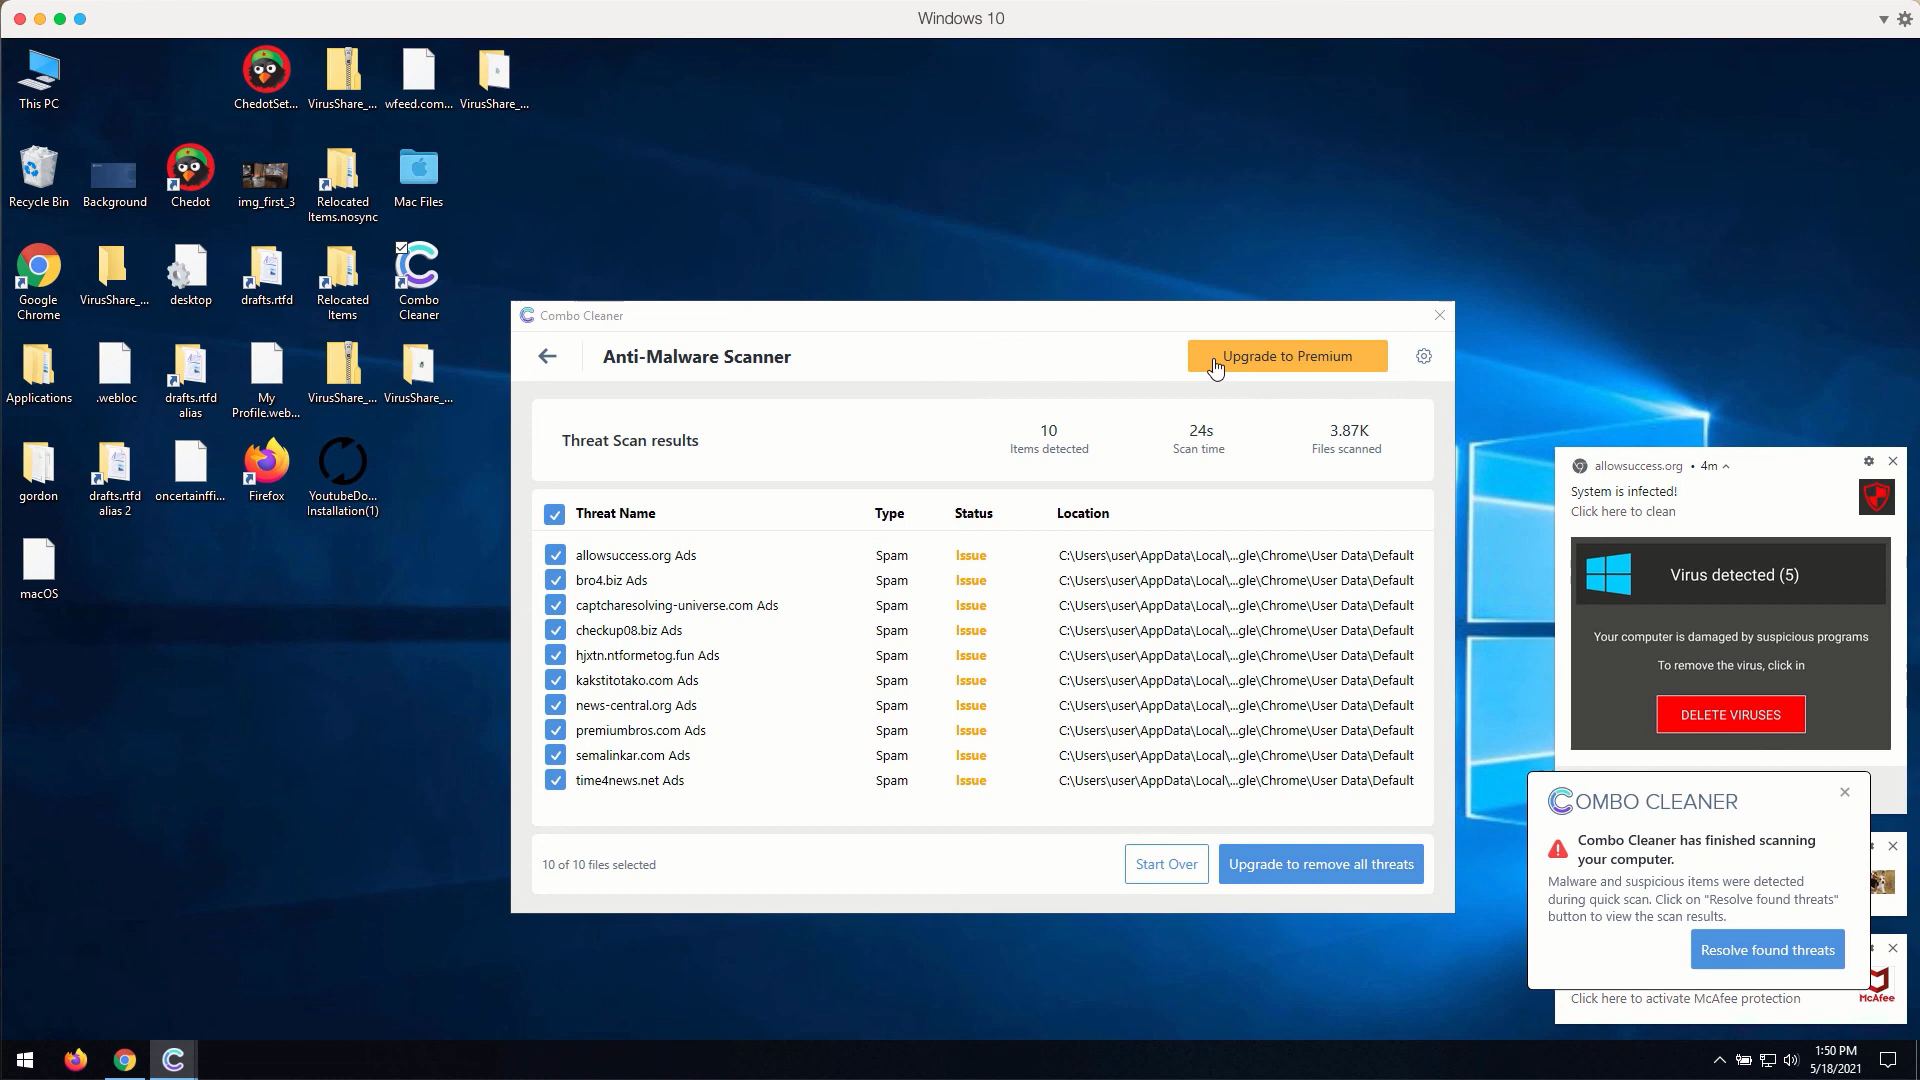 Windows 10
This PC
ChedotSet...
VirusShare_...
wfeed.com...
VirusShare_...
Recycle Bin
Background
Chedot
img_first_3
Relocated
Items.nosync
Mac Files
Google
Chrome
VirusShare_...
desktop
drafts.rtfd
Relocated
Items
Combo
Cleaner
Applications
.webloc
drafts.rtfd
alias
My
Profile.web...
VirusShare_...
VirusShare_...
gordon
drafts.rtfd
alias 2
oncertainffi...
Firefox
YoutubeDo...
Installation(1)
macOS
Combo Cleaner
Anti-Malware Scanner
Upgrade to Premium
Threat Scan results
10
Items detected
24s
Scan time
3.87K
Files scanned
Threat Name Type Status Location
allowsuccess.org Ads Spam Issue C:\Users\user\AppData\Local\...gle\Chrome\User Data\Default
bro4.biz Ads Spam Issue C:\Users\user\AppData\Local\...gle\Chrome\User Data\Default
captcharesolving-universe.com Ads Spam Issue C:\Users\user\AppData\Local\...gle\Chrome\User Data\Default
checkup08.biz Ads Spam Issue C:\Users\user\AppData\Local\...gle\Chrome\User Data\Default
hjxtn.ntformetog.fun Ads Spam Issue C:\Users\user\AppData\Local\...gle\Chrome\User Data\Default
kakstitotako.com Ads Spam Issue C:\Users\user\AppData\Local\...gle\Chrome\User Data\Default
news-central.org Ads Spam Issue C:\Users\user\AppData\Local\...gle\Chrome\User Data\Default
premiumbros.com Ads Spam Issue C:\Users\user\AppData\Local\...gle\Chrome\User Data\Default
semalinkar.com Ads Spam Issue C:\Users\user\AppData\Local\...gle\Chrome\User Data\Default
time4news.net Ads Spam Issue C:\Users\user\AppData\Local\...gle\Chrome\User Data\Default
10 of 10 files selected
Start Over
Upgrade to remove all threats
allowsuccess.org • 4m
System is infected!
Click here to clean
Virus detected (5)
Your computer is damaged by suspicious programs
To remove the virus, click in
DELETE VIRUSES
COMBO CLEANER
Combo Cleaner has finished scanning
your computer.
Malware and suspicious items were detected
during quick scan. Click on "Resolve found threats"
button to view the scan results.
Resolve found threats
Click here to activate McAfee protection
McAfee
1:50 PM
5/18/2021